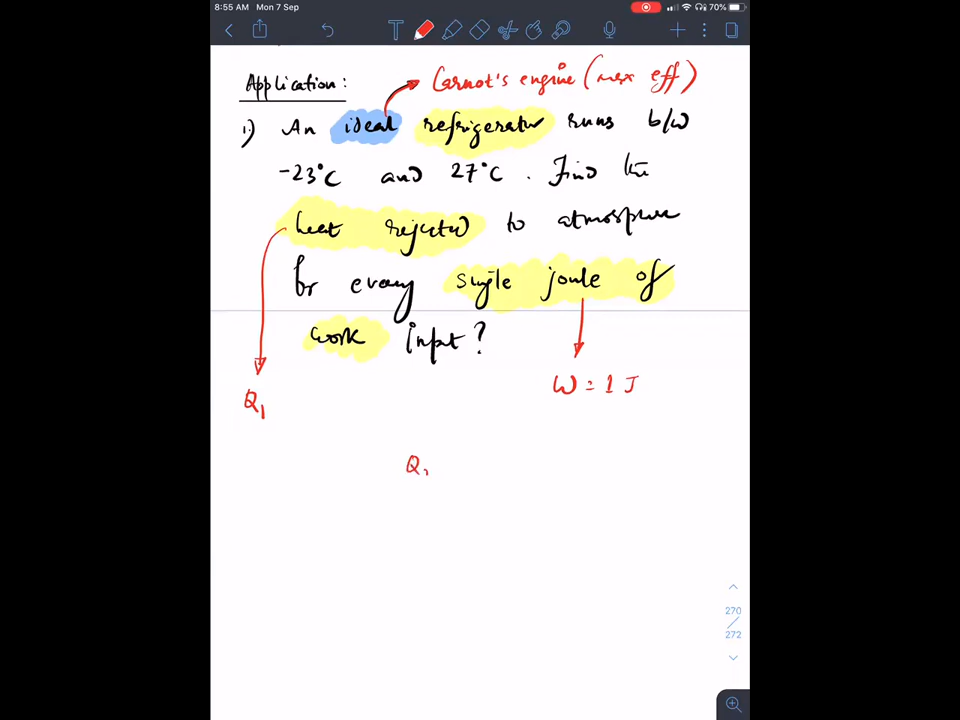 8:55 AM Mon 7 Sep
70%
Application:
Carnot's engine (max eff)
1.) An ideal refrigerator runs b/w
-23°C and 27°C. Find the
heat rejected to atmosphere
for every single joule of
work input?
W = 1 J
Q1
Q1
270
272